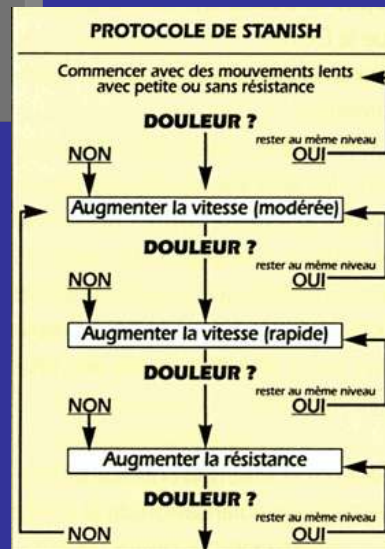 PROTOCOLE DE STANISH
Commencer avec des mouvements lents
avec petite ou sans résistance
DOULEUR ?
rester au même niveau
NON
OUI
Augmenter la vitesse (modérée)
DOULEUR ?
rester au même niveau
NON
OUI
Augmenter la vitesse (rapide)
DOULEUR ?
rester au même niveau
NON
OUI
Augmenter la résistance
DOULEUR ?
rester au même niveau
NON
OUI